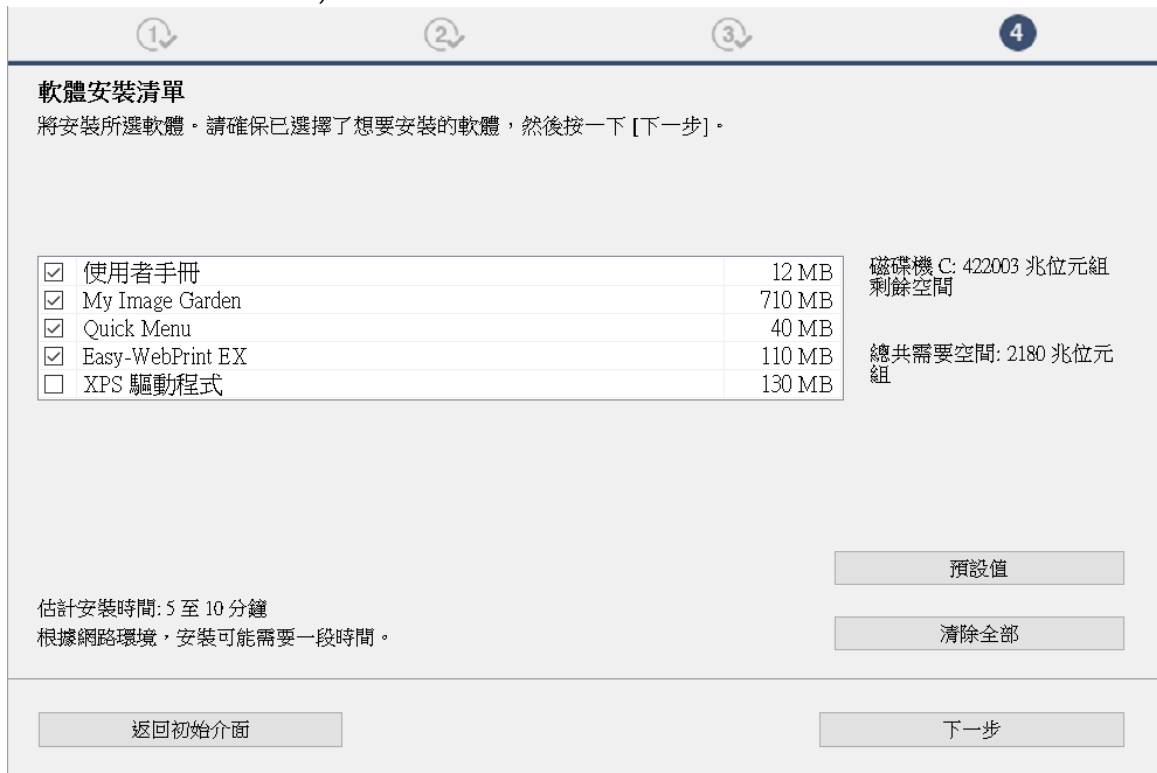 1
2
3
4
軟體安裝清單
將安裝所選軟體。請確保已選擇了想要安裝的軟體，然後按一下 [下一步]。
使用者手冊 12 MB
My Image Garden 710 MB
Quick Menu 40 MB
Easy-WebPrint EX 110 MB
XPS 驅動程式 130 MB
磁碟機 C: 422003 兆位元組
剩餘空間
總共需要空間: 2180 兆位元
組
預設值
估計安裝時間: 5 至 10 分鐘
根據網路環境，安裝可能需要一段時間。
清除全部
返回初始介面
下一步